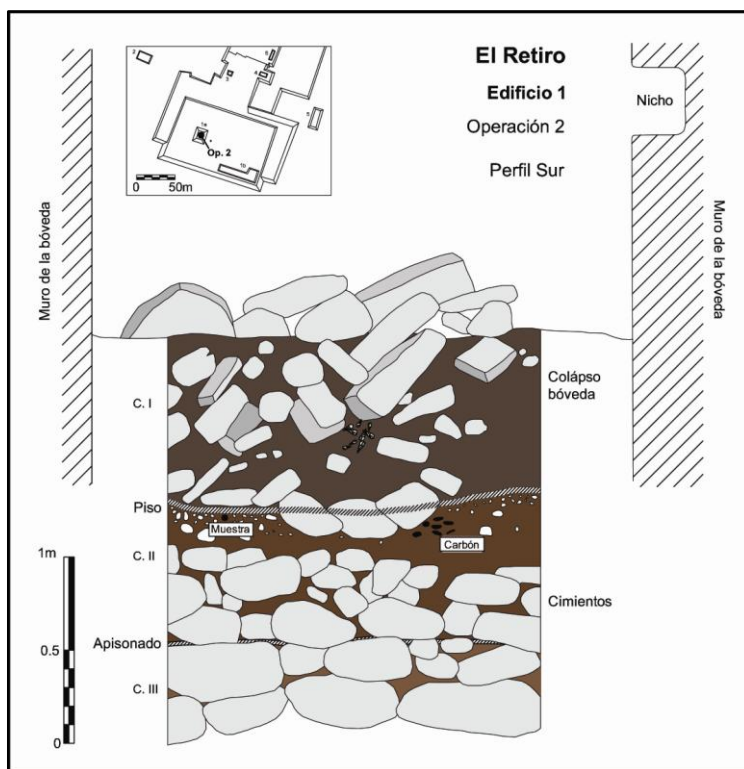 El Retiro
Edificio 1
Operación 2
Perfil Sur
Op. 2
0 50m
Nicho
Muro de la bóveda
Muro de la bóveda
C. I
Colápso
bóveda
Piso
Muestra
Carbón
C. II
Cimientos
Apisonado
C. III
1m
0.5
0